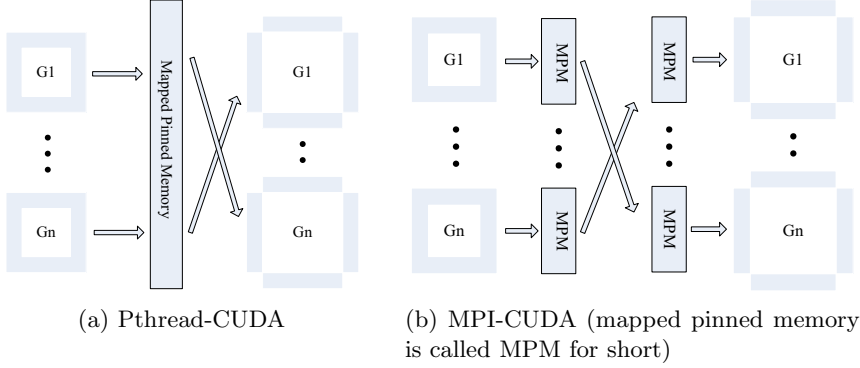 G1
Gn
Mapped Pinned Memory
G1
Gn
(a) Pthread-CUDA
G1
Gn
MPM
MPM
MPM
MPM
G1
Gn
(b) MPI-CUDA (mapped pinned memory
is called MPM for short)